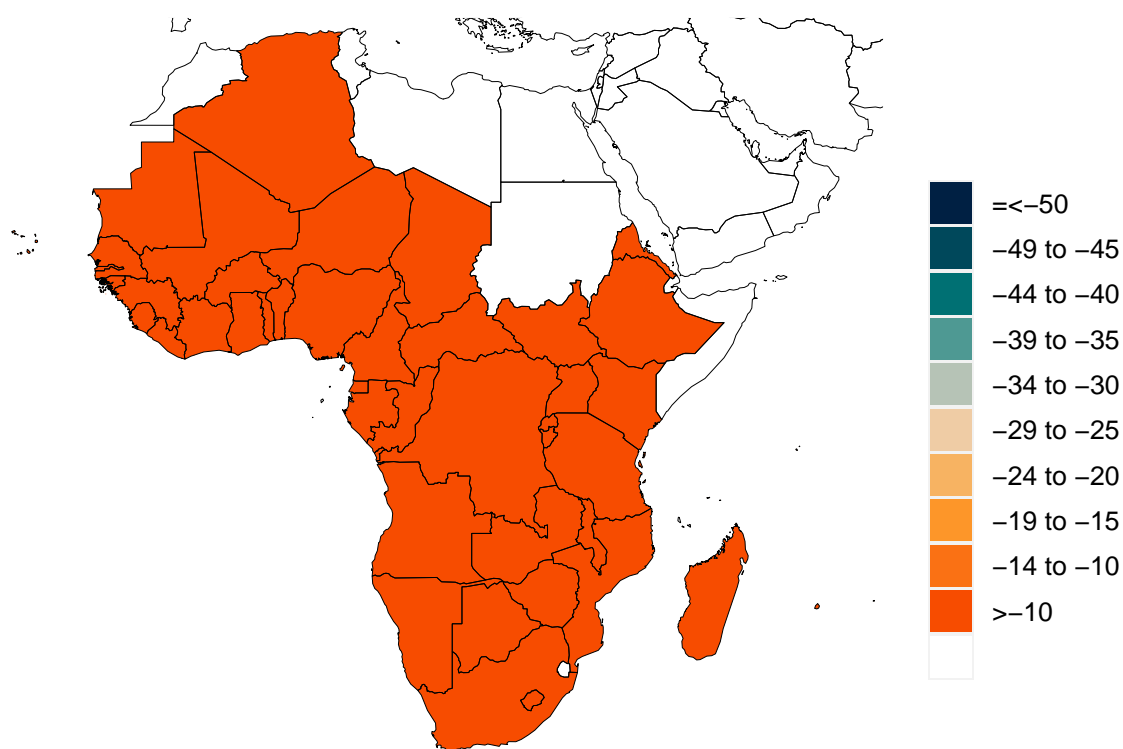 =<−50
−49 to −45
−44 to −40
−39 to −35
−34 to −30
−29 to −25
−24 to −20
−19 to −15
−14 to −10
>−10